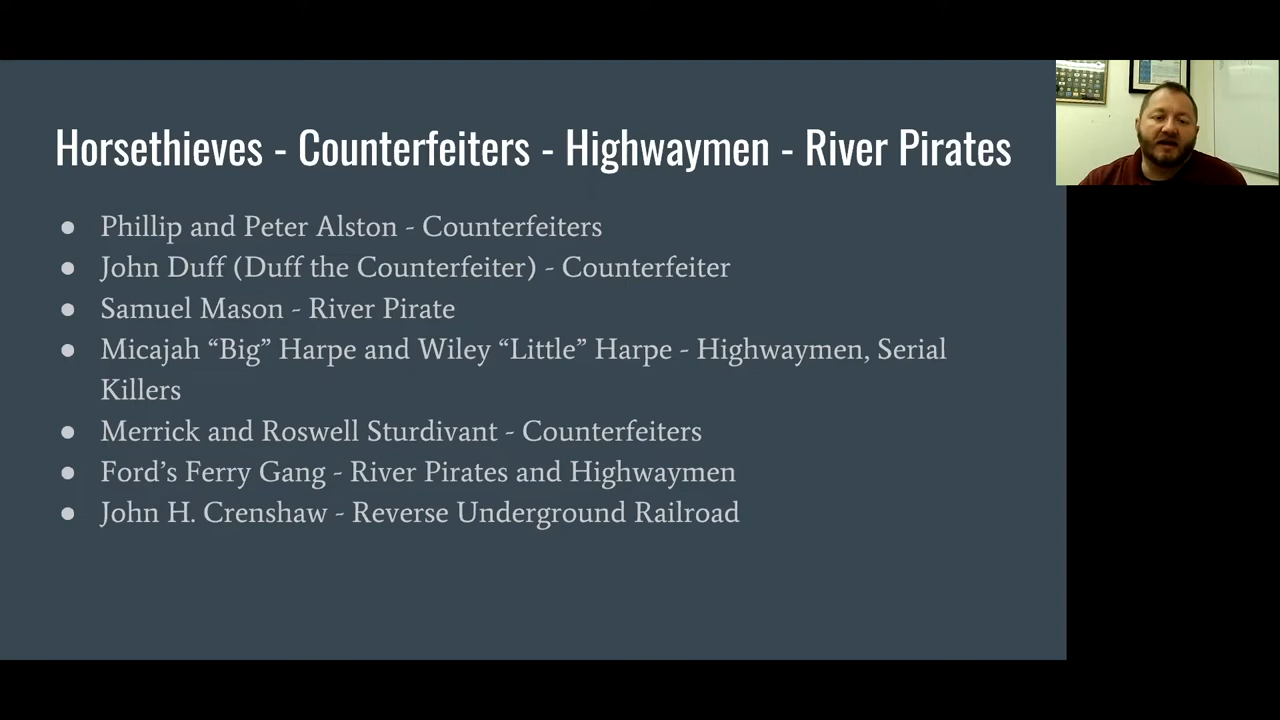 Horsethieves - Counterfeiters - Highwaymen - River Pirates
● Phillip and Peter Alston - Counterfeiters
● John Duff (Duff the Counterfeiter) - Counterfeiter
● Samuel Mason - River Pirate
● Micajah “Big” Harpe and Wiley “Little” Harpe - Highwaymen, Serial
Killers
● Merrick and Roswell Sturdivant - Counterfeiters
● Ford’s Ferry Gang - River Pirates and Highwaymen
● John H. Crenshaw - Reverse Underground Railroad